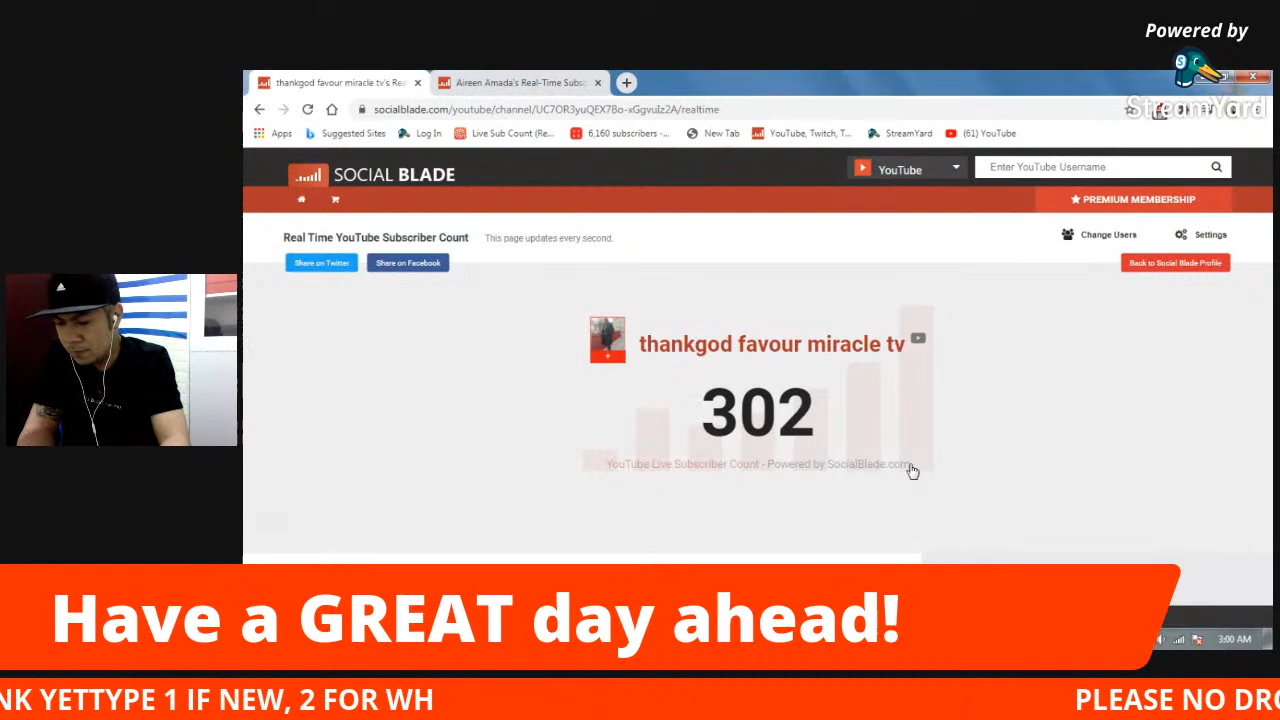 Powered by
StreamYard
thankgod favour miracle tv's Rea
Aireen Amada's Real-Time Subsc
socialblade.com/youtube/channel/UC7OR3yuQEX7Bo-xGgvuIz2A/realtime
Apps
Suggested Sites
Log In
Live Sub Count (Re...
6,160 subscribers -...
New Tab
YouTube, Twitch, T...
StreamYard
(61) YouTube
SOCIAL BLADE
YouTube
Enter YouTube Username
PREMIUM MEMBERSHIP
Real Time YouTube Subscriber Count
This page updates every second.
Change Users
Settings
Share on Twitter
Share on Facebook
Back to Social Blade Profile
thankgod favour miracle tv
302
YouTube Live Subscriber Count - Powered by SocialBlade.com
3:00 AM
Have a GREAT day ahead!
NK YETTYPE 1 IF NEW, 2 FOR WH
PLEASE NO DRO